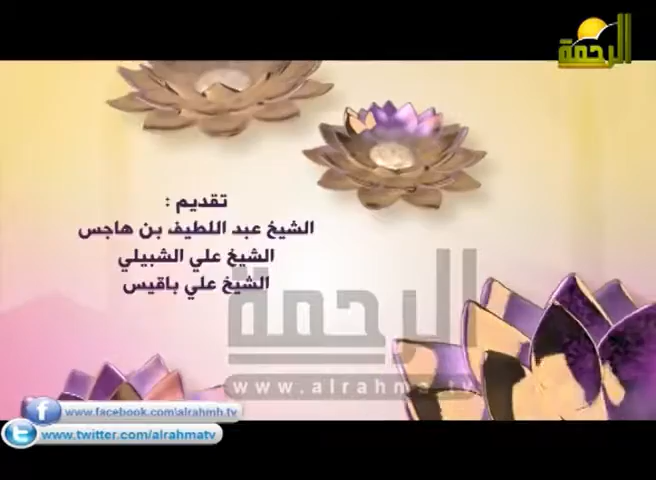 الرحمة
تقديم :
الشيخ عبد اللطيف بن هاجس
الشيخ علي الشبيلي
الشيخ علي باقيس
الرحمة
www.alrahma.tv
www.facebook.com/alrahmh.tv
www.twitter.com/alrahmatv